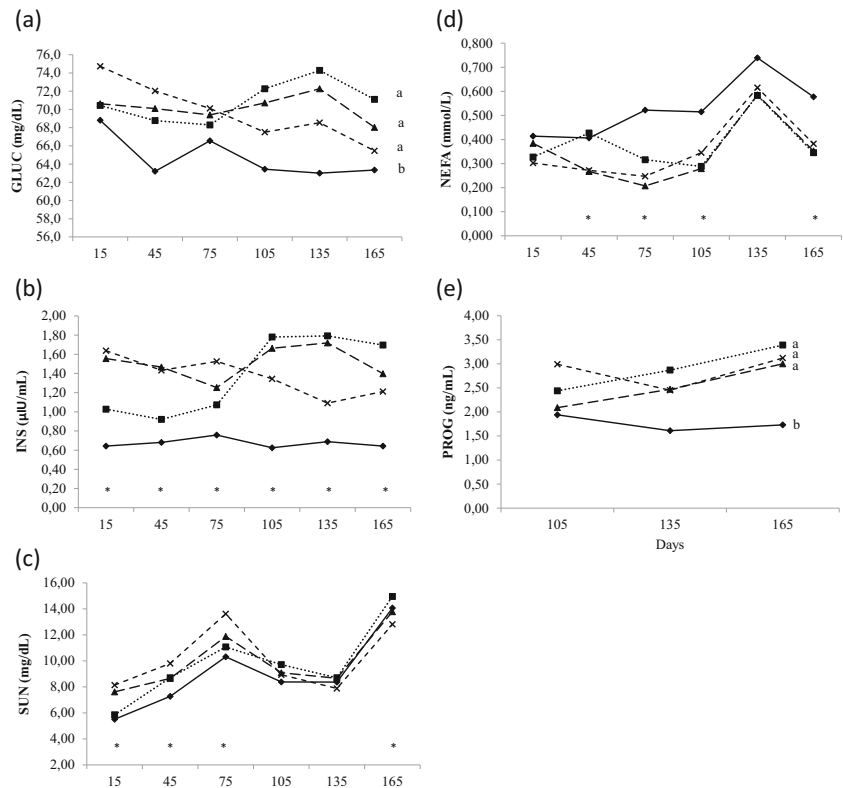 (a)
GLUC (mg/dL)
76,0
74,0
72,0
70,0
68,0
66,0
64,0
62,0
60,0
58,0
56,0
a
a
a
b
15 45 75 105 135 165
(b)
INS (µIU/mL)
2,00
1,80
1,60
1,40
1,20
1,00
0,80
0,60
0,40
0,20
0,00
* * * * * *
15 45 75 105 135 165
(c)
SUN (mg/dL)
16,00
14,00
12,00
10,00
8,00
6,00
4,00
2,00
* * * *
15 45 75 105 135 165
(d)
NEFA (mmol/L)
0,800
0,700
0,600
0,500
0,400
0,300
0,200
0,100
0,000
* * * *
15 45 75 105 135 165
(e)
PROG (ng/mL)
4,00
3,50
3,00
2,50
2,00
1,50
1,00
0,50
0,00
a
a
a
b
105 135 165
Days